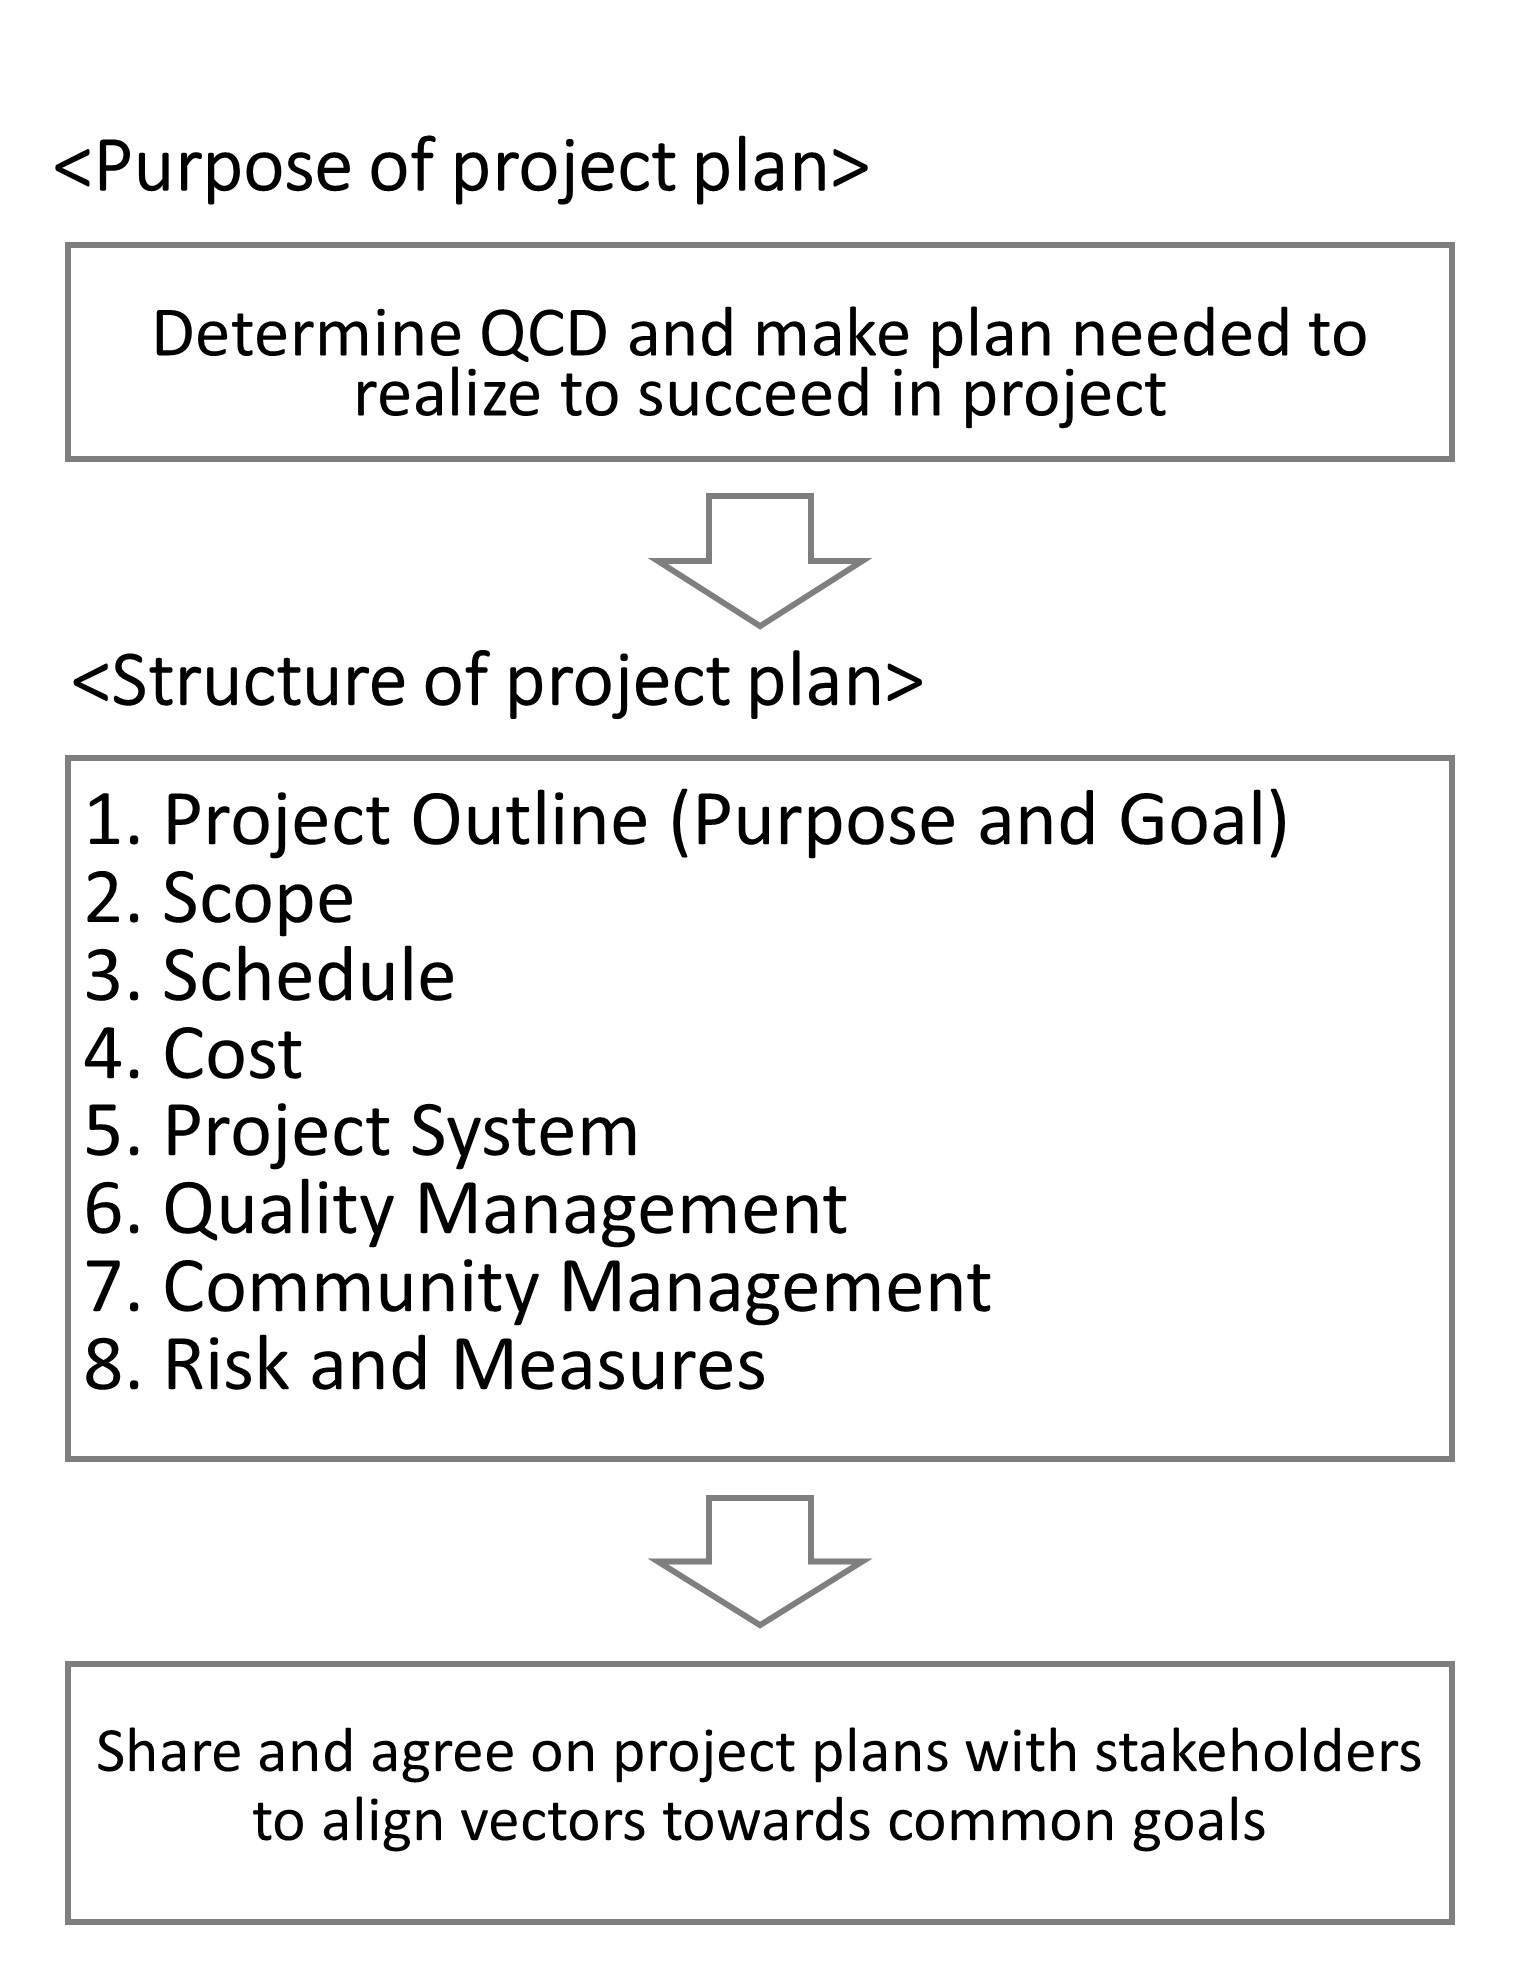 <Purpose of project plan>
Determine QCD and make plan needed to
realize to succeed in project
<Structure of project plan>
1. Project Outline (Purpose and Goal)
2. Scope
3. Schedule
4. Cost
5. Project System
6. Quality Management
7. Community Management
8. Risk and Measures
Share and agree on project plans with stakeholders
to align vectors towards common goals